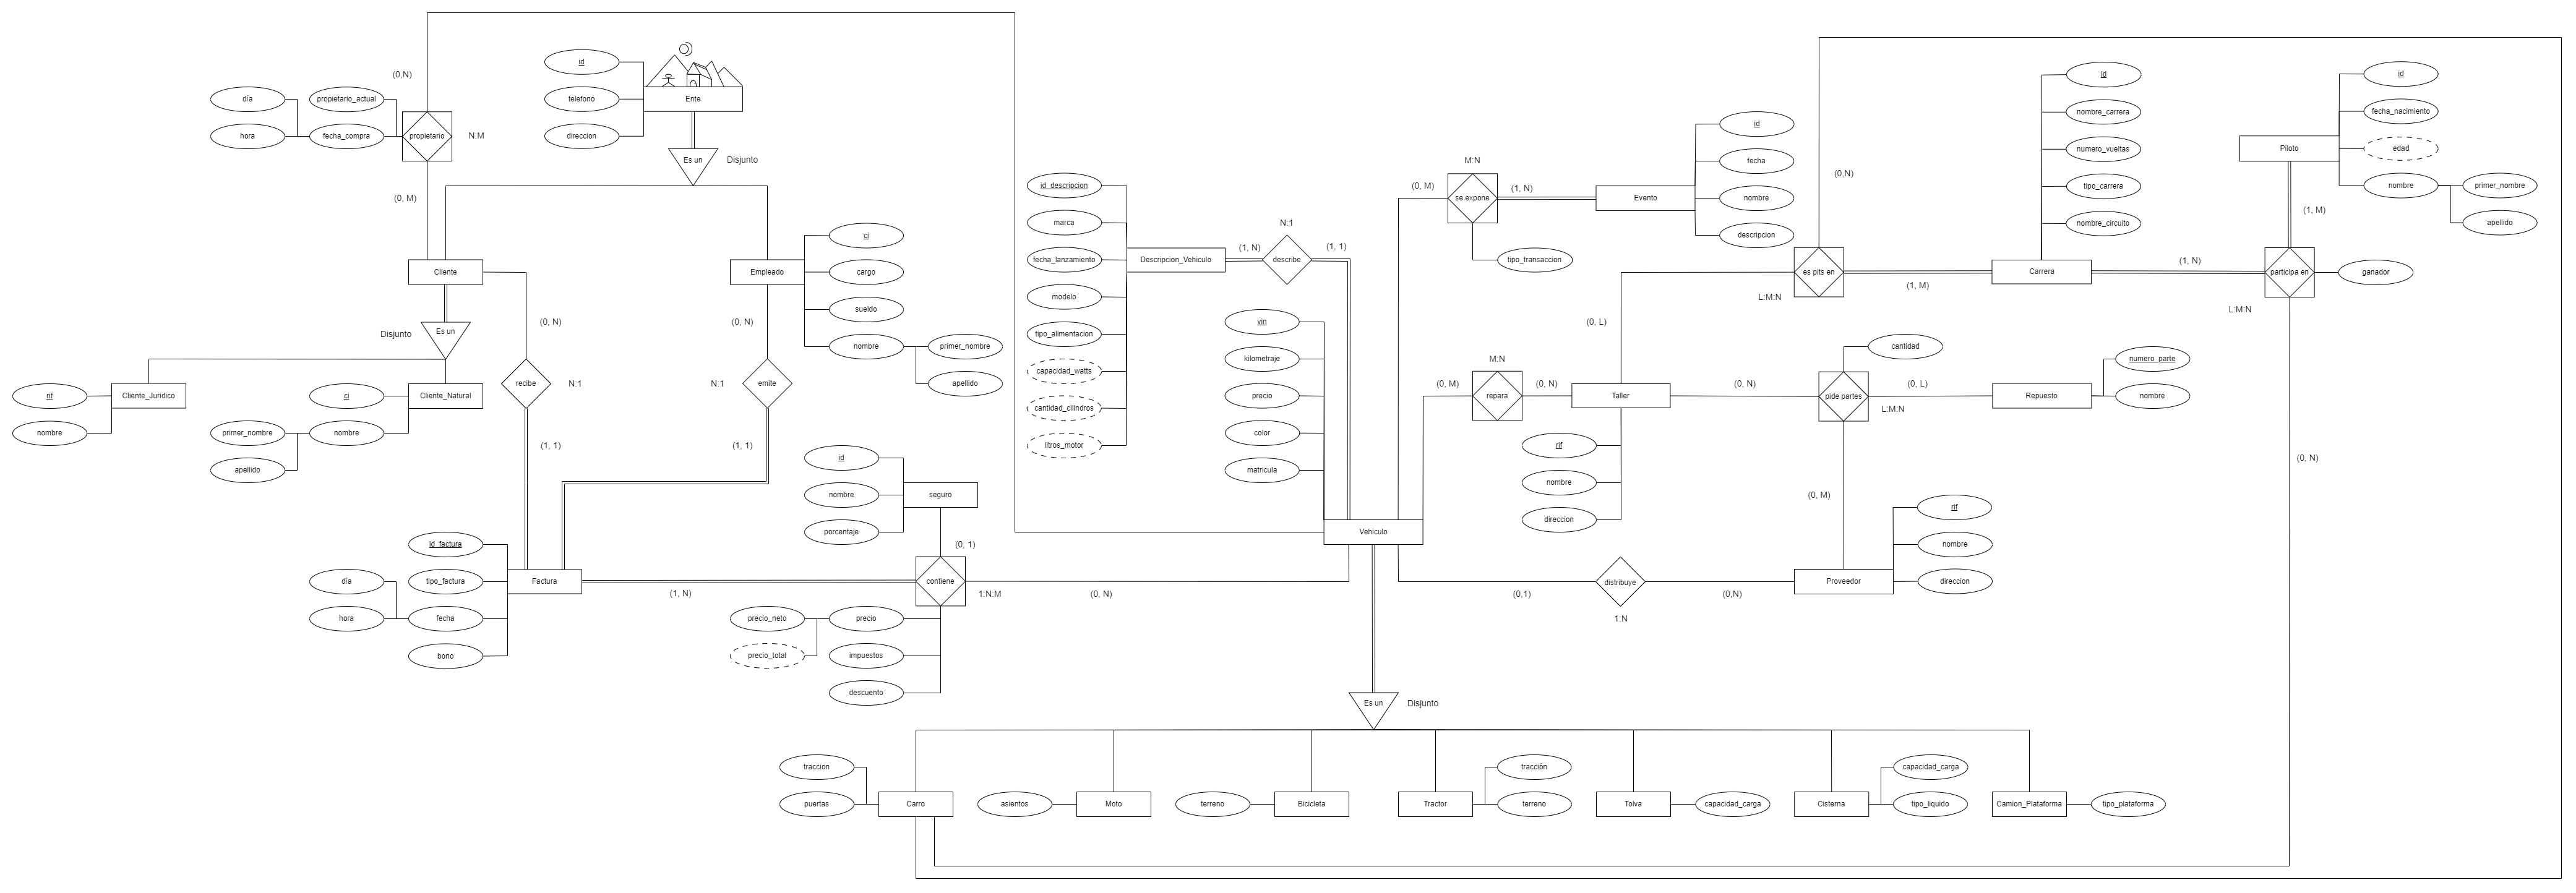 (0,N)
día
propietario_actual
hora
fecha_compra
propietario
N:M
(0, M)
id
telefono
direccion
Ente
Es un
Disjunto
Cliente
Empleado
ci
cargo
sueldo
nombre
primer_nombre
apellido
Disjunto
Es un
(0, N)
(0, N)
rif
nombre
Cliente_Juridico
ci
nombre
primer_nombre
apellido
Cliente_Natural
recibe
N:1
N:1
emite
(1, 1)
(1, 1)
id
nombre
porcentaje
seguro
(0, 1)
id_factura
tipo_factura
fecha
día
hora
bono
Factura
(1, N)
contiene
1:N:M
(0, N)
precio_neto
precio
precio_total
impuestos
descuento
id_descripcion
marca
fecha_lanzamiento
modelo
tipo_alimentacion
capacidad_watts
cantidad_cilindros
litros_motor
Descripcion_Vehiculo
(1, N)
N:1
describe
(1, 1)
vin
kilometraje
precio
color
matricula
Vehiculo
M:N
(0, M)
se expone
(1, N)
tipo_transaccion
Evento
id
fecha
nombre
descripcion
M:N
(0, M)
repara
(0, N)
Taller
rif
nombre
direccion
(0, L)
(0,N)
es pits en
L:M:N
(1, M)
Carrera
id
nombre_carrera
numero_vueltas
tipo_carrera
nombre_circuito
(1, N)
Piloto
id
fecha_nacimiento
edad
nombre
primer_nombre
apellido
(1, M)
participa en
ganador
L:M:N
(0, N)
cantidad
(0, N)
pide partes
(0, L)
L:M:N
Repuesto
numero_parte
nombre
(0, M)
Proveedor
rif
nombre
direccion
(0,1)
distribuye
(0,N)
1:N
Es un
Disjunto
traccion
puertas
Carro
asientos
Moto
terreno
Bicicleta
Tractor
tracción
terreno
Tolva
capacidad_carga
Cisterna
capacidad_carga
tipo_liquido
Camion_Plataforma
tipo_plataforma